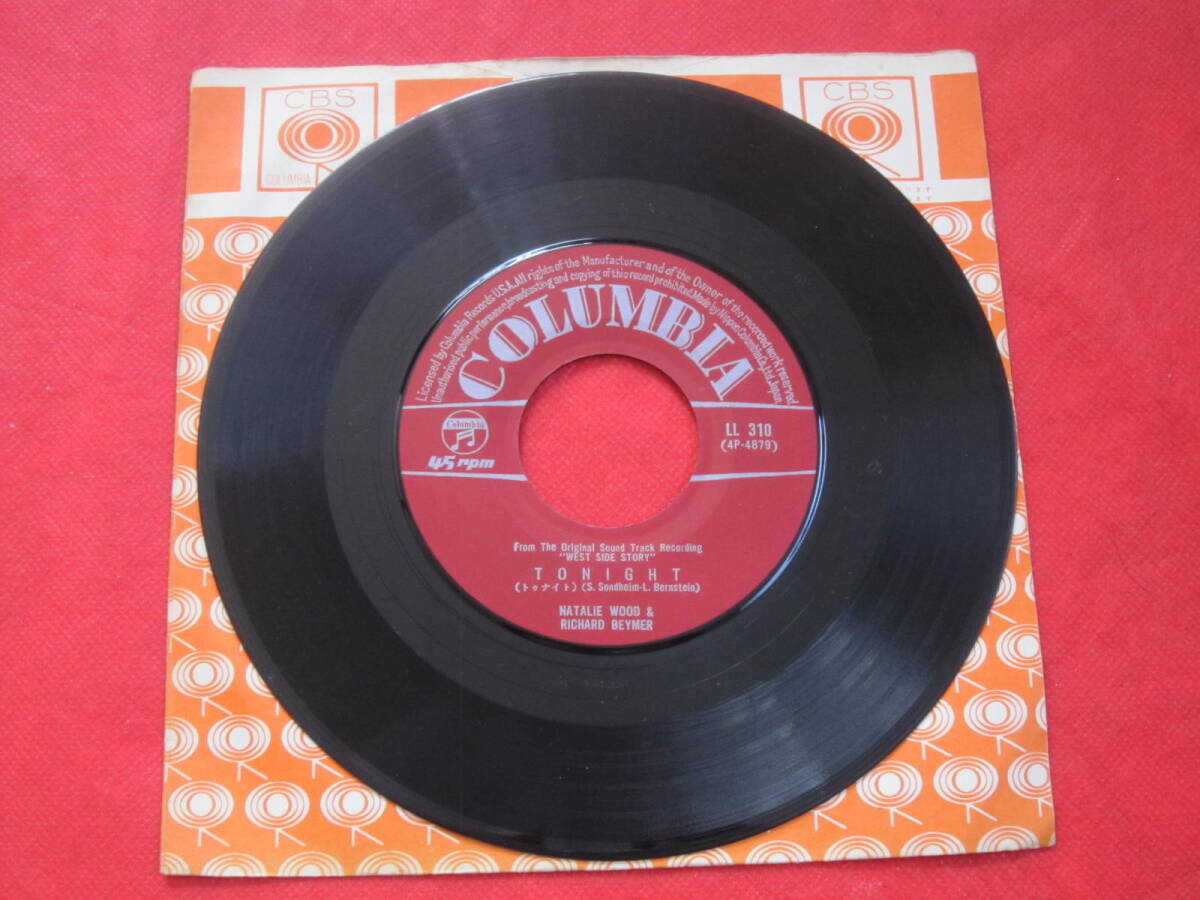 CBS
COLUMBIA
CBS
Licensed by Columbia Records U.S.A. All rights of the Manufacturer and of the Owner of the recorded work reserved
Unauthorised public performance, broadcasting and copying of this record prohibited. Made by Nippon Columbia Co., Ltd. Japan.
COLUMBIA
Columbia
45 rpm
LL 310
(4P-4879)
From The Original Sound Track Recording
"WEST SIDE STORY"
TONIGHT
(トゥナイト) (S. Sondheim-L. Bernstein)
NATALIE WOOD &
RICHARD BEYMER